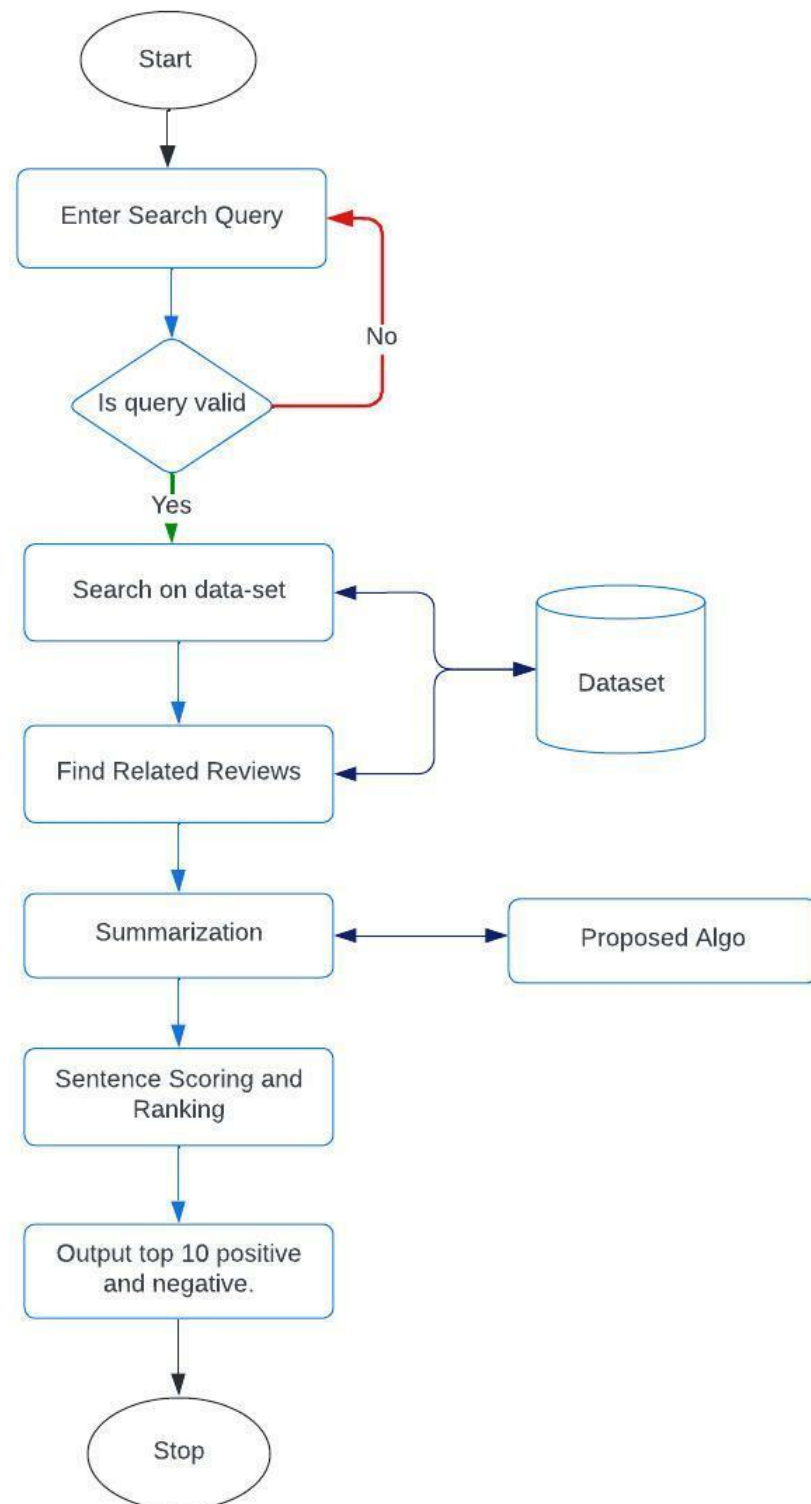 Start
Enter Search Query
No
Is query valid
Yes
Search on data-set
Dataset
Find Related Reviews
Summarization
Proposed Algo
Sentence Scoring and
Ranking
Output top 10 positive
and negative.
Stop